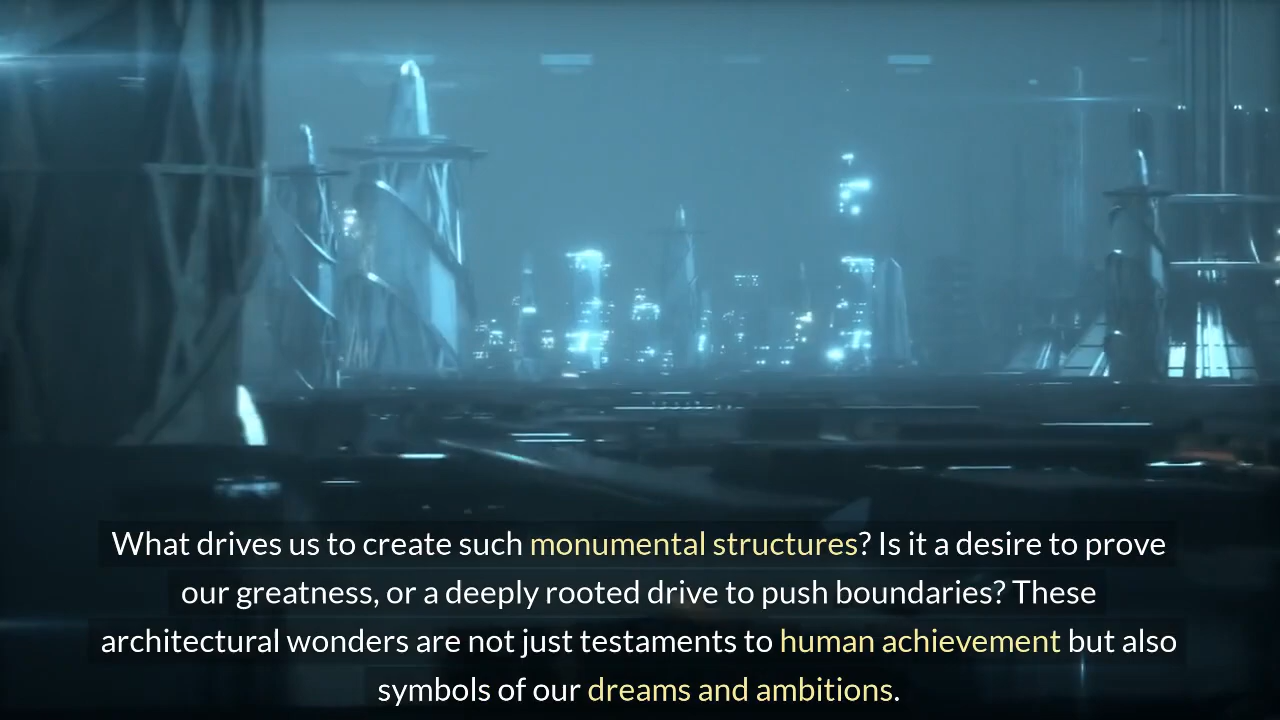 What drives us to create such monumental structures? Is it a desire to prove
our greatness, or a deeply rooted drive to push boundaries? These
architectural wonders are not just testaments to human achievement but also
symbols of our dreams and ambitions.